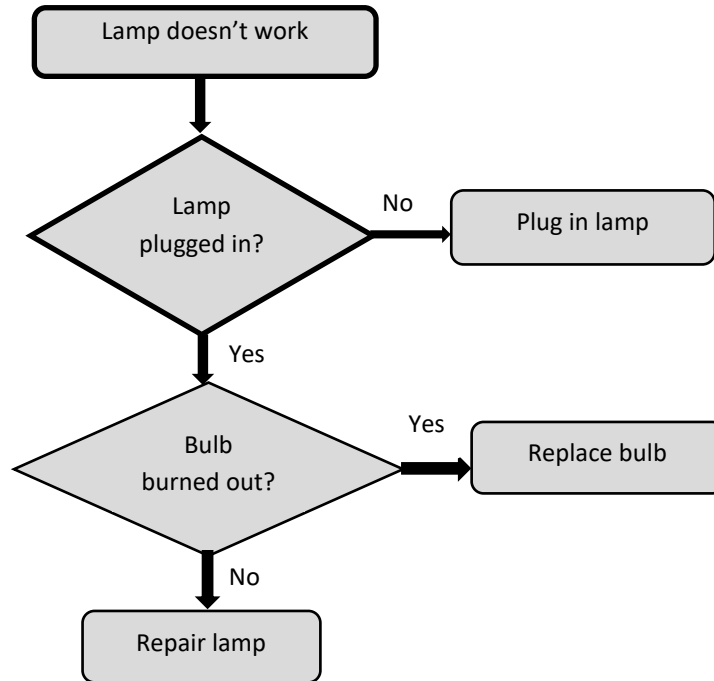 Lamp doesn’t work
Lamp
plugged in?
No
Plug in lamp
Yes
Bulb
burned out?
Yes
Replace bulb
No
Repair lamp